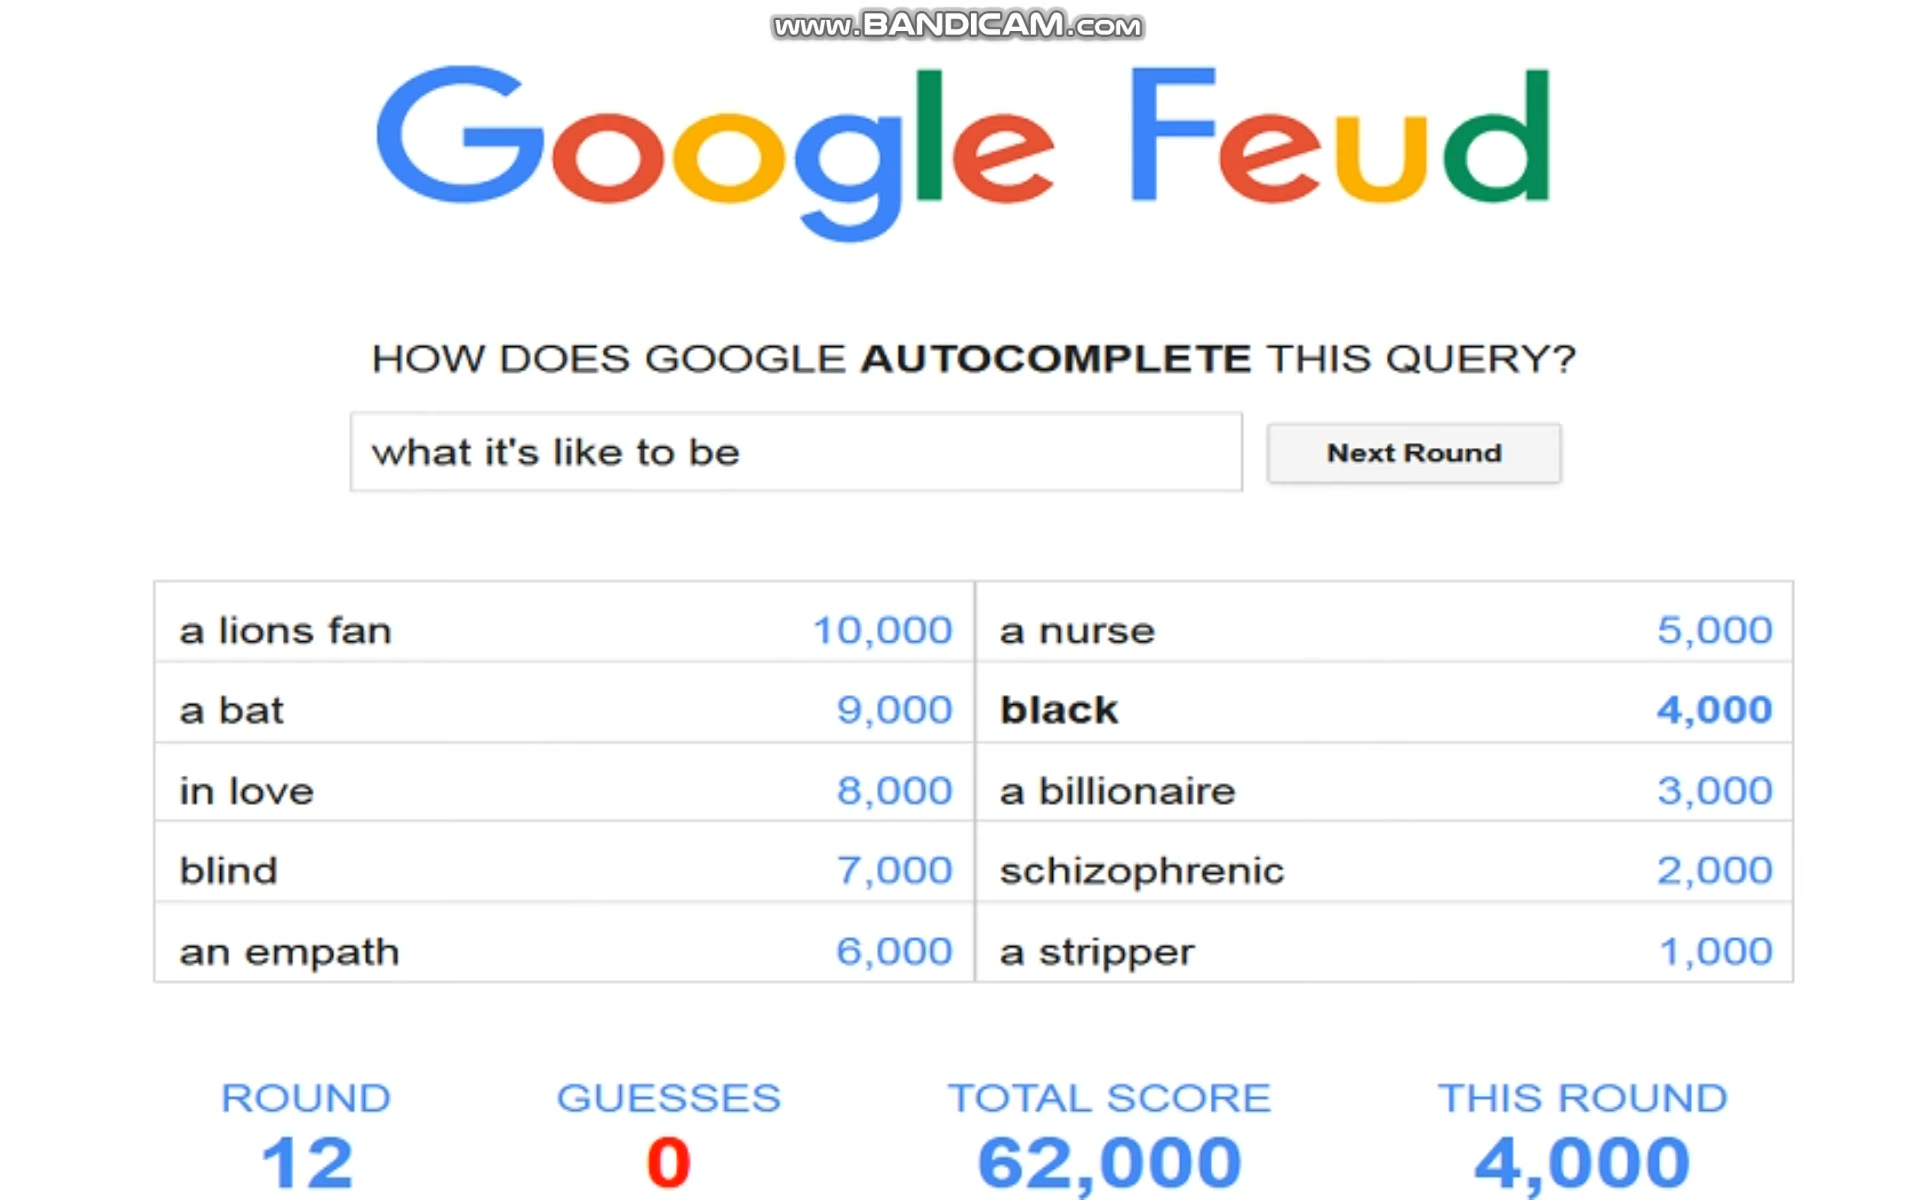 www.BANDICAM.com
Google Feud
HOW DOES GOOGLE AUTOCOMPLETE THIS QUERY?
what it's like to be
Next Round
a lions fan 10,000
a bat 9,000
in love 8,000
blind 7,000
an empath 6,000
a nurse 5,000
black 4,000
a billionaire 3,000
schizophrenic 2,000
a stripper 1,000
ROUND GUESSES TOTAL SCORE THIS ROUND
12 0 62,000 4,000